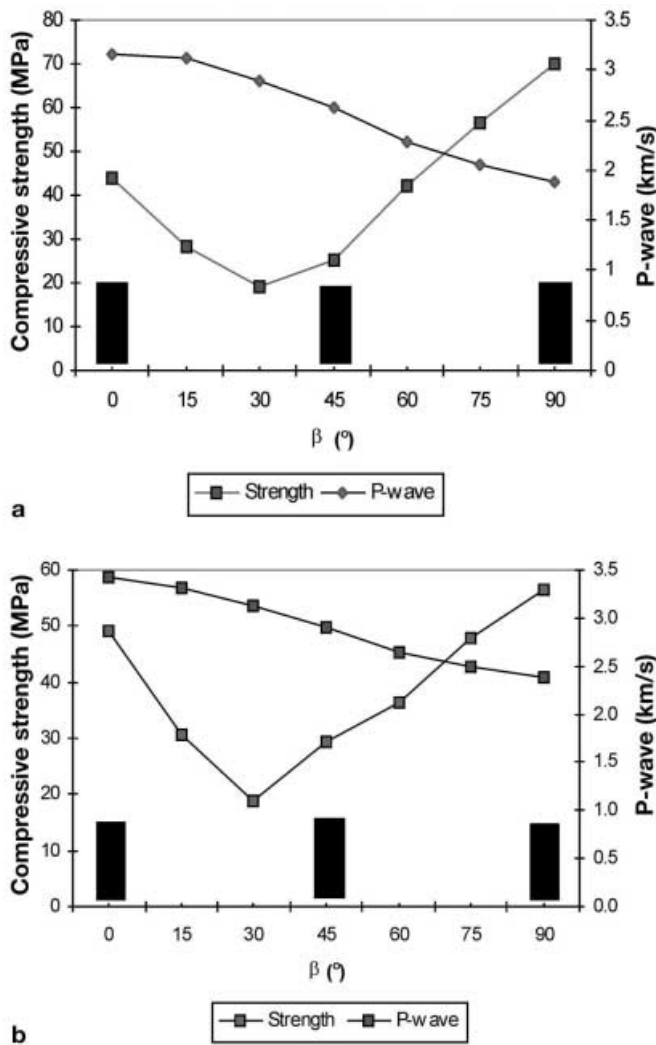 80
70
60
50
40
30
20
10
0
Compressive strength (MPa)
3.5
3
2.5
2
1.5
1
0.5
0
P-wave (km/s)
0 15 30 45 60 75 90
β (º)
Strength P-wave
a
60
50
40
30
20
10
0
Compressive strength (MPa)
3.5
3.0
2.5
2.0
1.5
1.0
0.5
0.0
P-wave (km/s)
0 15 30 45 60 75 90
β (º)
Strength P-wave
b